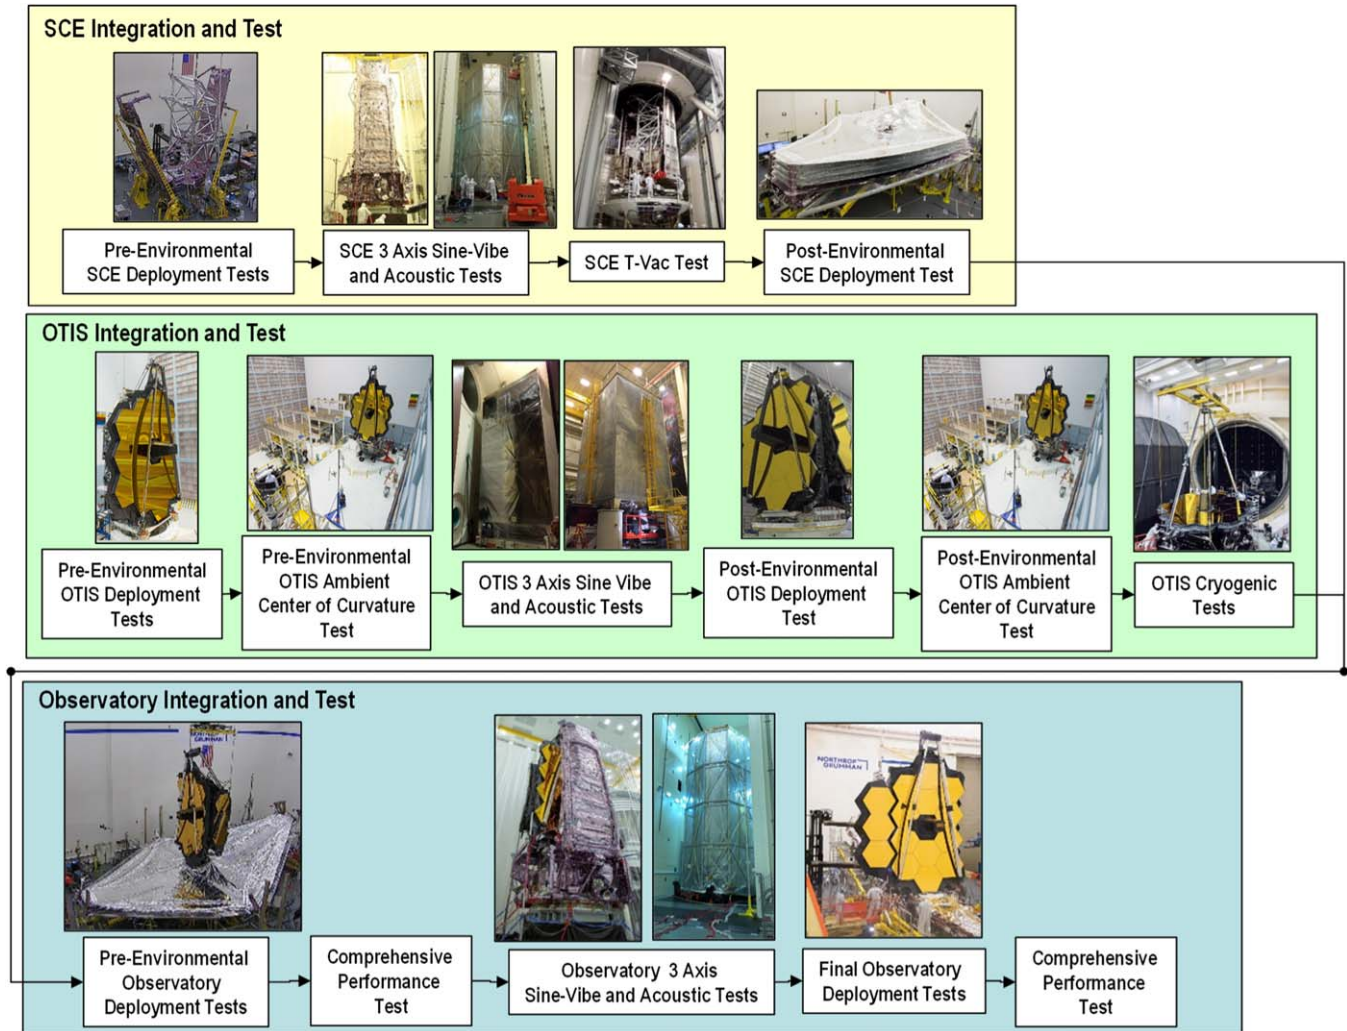 SCE Integration and Test
Pre-Environmental
SCE Deployment Tests
SCE 3 Axis Sine-Vibe
and Acoustic Tests
SCE T-Vac Test
Post-Environmental
SCE Deployment Test
OTIS Integration and Test
Pre-Environmental
OTIS Deployment
Tests
Pre-Environmental
OTIS Ambient
Center of Curvature
Test
OTIS 3 Axis Sine Vibe
and Acoustic Tests
Post-Environmental
OTIS Deployment
Test
Post-Environmental
OTIS Ambient
Center of Curvature
Test
OTIS Cryogenic
Tests
Observatory Integration and Test
NORTHROP
GRUMMAN
NORTHROP
GRUMMAN
Pre-Environmental
Observatory
Deployment Tests
Comprehensive
Performance
Test
Observatory 3 Axis
Sine-Vibe and Acoustic Tests
Final Observatory
Deployment Tests
Comprehensive
Performance
Test